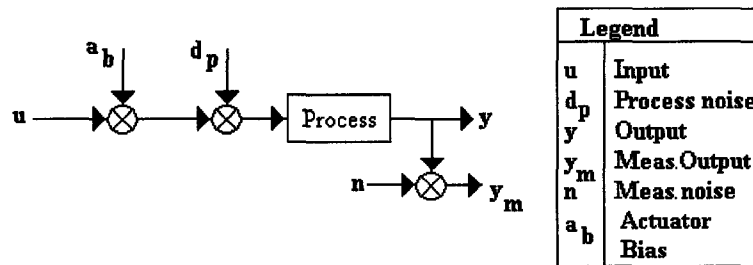 a_b
d_p
u
Process
y
n
y_m
Legend
u Input
d_p Process noise
y Output
y_m Meas.Output
n Meas.noise
a_b Actuator
Bias